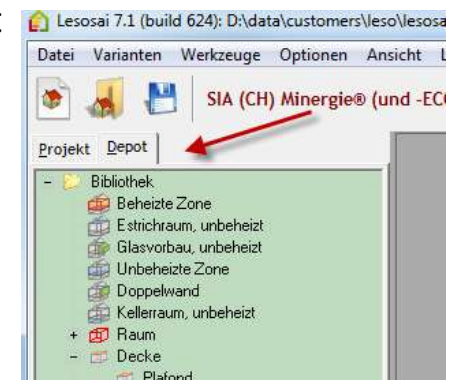 :
Lesosai 7.1 (build 624): D:\data\customers\leso\lesosa
Datei Varianten Werkzeuge Optionen Ansicht L
SIA (CH) Minergie® (und -ECO
Projekt Depot
- Bibliothek
Beheizte Zone
Estrichraum, unbeheizt
Glasvorbau, unbeheizt
Unbeheizte Zone
Doppelwand
Kellerraum, unbeheizt
+ Raum
- Decke
Plafond